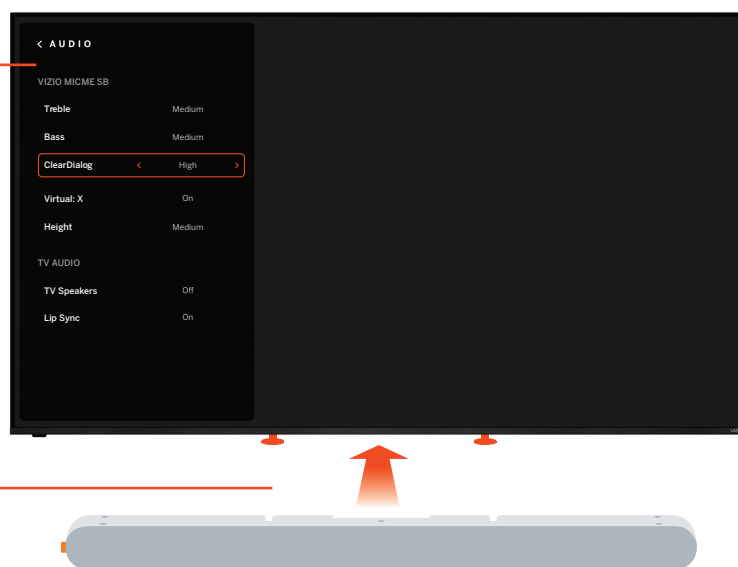 AUDIO
VIZIO MICME SB
Treble Medium
Bass Medium
ClearDialog High
Virtual: X On
Height Medium
TV AUDIO
TV Speakers Off
Lip Sync On